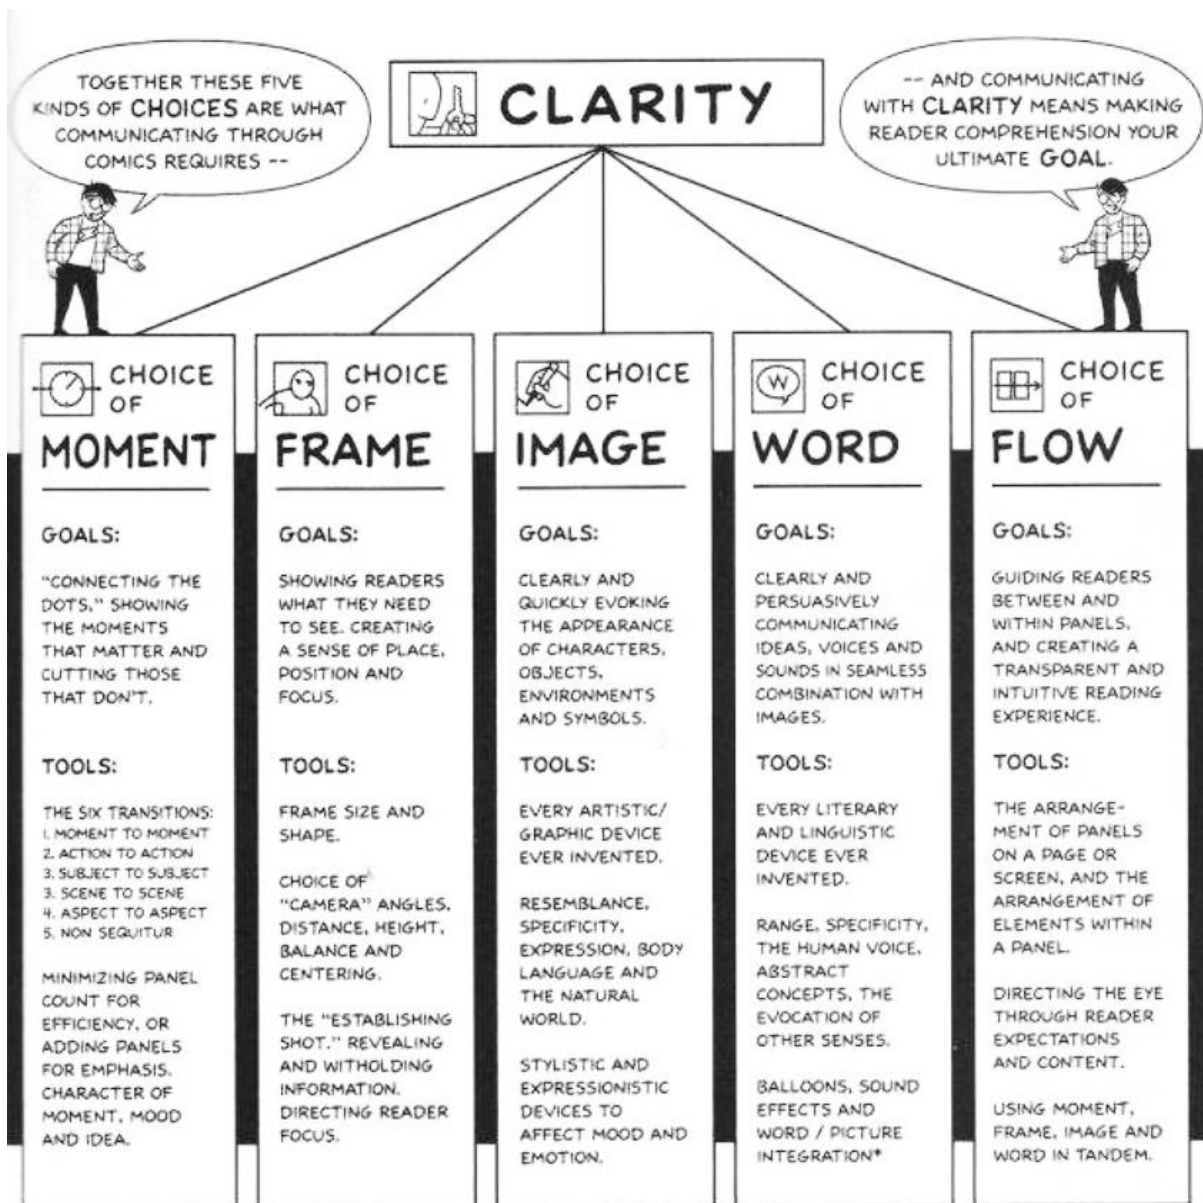 TOGETHER THESE FIVE
KINDS OF CHOICES ARE WHAT
COMMUNICATING THROUGH
COMICS REQUIRES --
CLARITY
-- AND COMMUNICATING
WITH CLARITY MEANS MAKING
READER COMPREHENSION YOUR
ULTIMATE GOAL.
CHOICE
OF
MOMENT
GOALS:
"CONNECTING THE
DOTS," SHOWING
THE MOMENTS
THAT MATTER AND
CUTTING THOSE
THAT DON'T.
TOOLS:
THE SIX TRANSITIONS:
1. MOMENT TO MOMENT
2. ACTION TO ACTION
3. SUBJECT TO SUBJECT
3. SCENE TO SCENE
4. ASPECT TO ASPECT
5. NON SEQUITUR
MINIMIZING PANEL
COUNT FOR
EFFICIENCY, OR
ADDING PANELS
FOR EMPHASIS.
CHARACTER OF
MOMENT, MOOD
AND IDEA.
CHOICE
OF
FRAME
GOALS:
SHOWING READERS
WHAT THEY NEED
TO SEE. CREATING
A SENSE OF PLACE,
POSITION AND
FOCUS.
TOOLS:
FRAME SIZE AND
SHAPE.
CHOICE OF
"CAMERA" ANGLES,
DISTANCE, HEIGHT,
BALANCE AND
CENTERING.
THE "ESTABLISHING
SHOT." REVEALING
AND WITHOLDING
INFORMATION.
DIRECTING READER
FOCUS.
CHOICE
OF
IMAGE
GOALS:
CLEARLY AND
QUICKLY EVOKING
THE APPEARANCE
OF CHARACTERS,
OBJECTS,
ENVIRONMENTS
AND SYMBOLS.
TOOLS:
EVERY ARTISTIC/
GRAPHIC DEVICE
EVER INVENTED.
RESEMBLANCE,
SPECIFICITY,
EXPRESSION, BODY
LANGUAGE AND
THE NATURAL
WORLD.
STYLISTIC AND
EXPRESSIONISTIC
DEVICES TO
AFFECT MOOD AND
EMOTION.
W
CHOICE
OF
WORD
GOALS:
CLEARLY AND
PERSUASIVELY
COMMUNICATING
IDEAS, VOICES AND
SOUNDS IN SEAMLESS
COMBINATION WITH
IMAGES.
TOOLS:
EVERY LITERARY
AND LINGUISTIC
DEVICE EVER
INVENTED.
RANGE, SPECIFICITY,
THE HUMAN VOICE,
ABSTRACT
CONCEPTS, THE
EVOCATION OF
OTHER SENSES.
BALLOONS, SOUND
EFFECTS AND
WORD / PICTURE
INTEGRATION*
CHOICE
OF
FLOW
GOALS:
GUIDING READERS
BETWEEN AND
WITHIN PANELS,
AND CREATING A
TRANSPARENT AND
INTUITIVE READING
EXPERIENCE.
TOOLS:
THE ARRANGE-
MENT OF PANELS
ON A PAGE OR
SCREEN, AND THE
ARRANGEMENT OF
ELEMENTS WITHIN
A PANEL.
DIRECTING THE EYE
THROUGH READER
EXPECTATIONS
AND CONTENT.
USING MOMENT,
FRAME, IMAGE AND
WORD IN TANDEM.